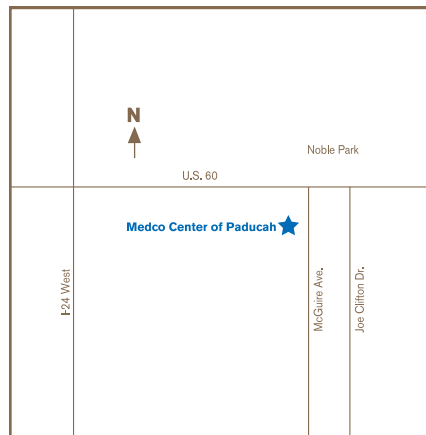 N
Noble Park
U.S. 60
Medco Center of Paducah
I-24 West
McGuire Ave.
Joe Clifton Dr.